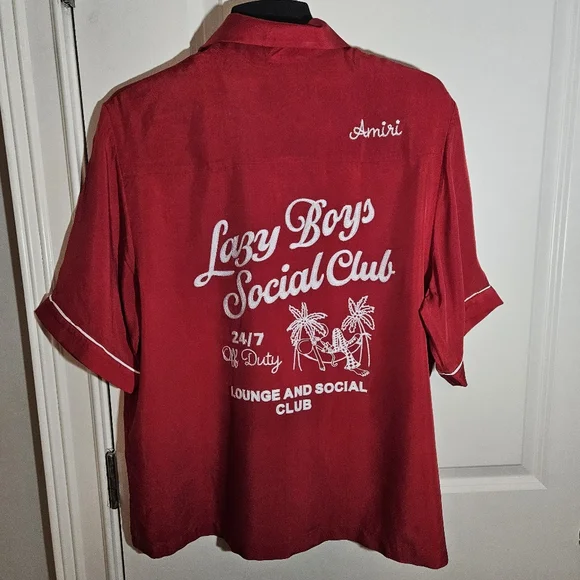 Amiri
Lazy Boys
Social Club
24/7
Off Duty
LOUNGE AND SOCIAL
CLUB